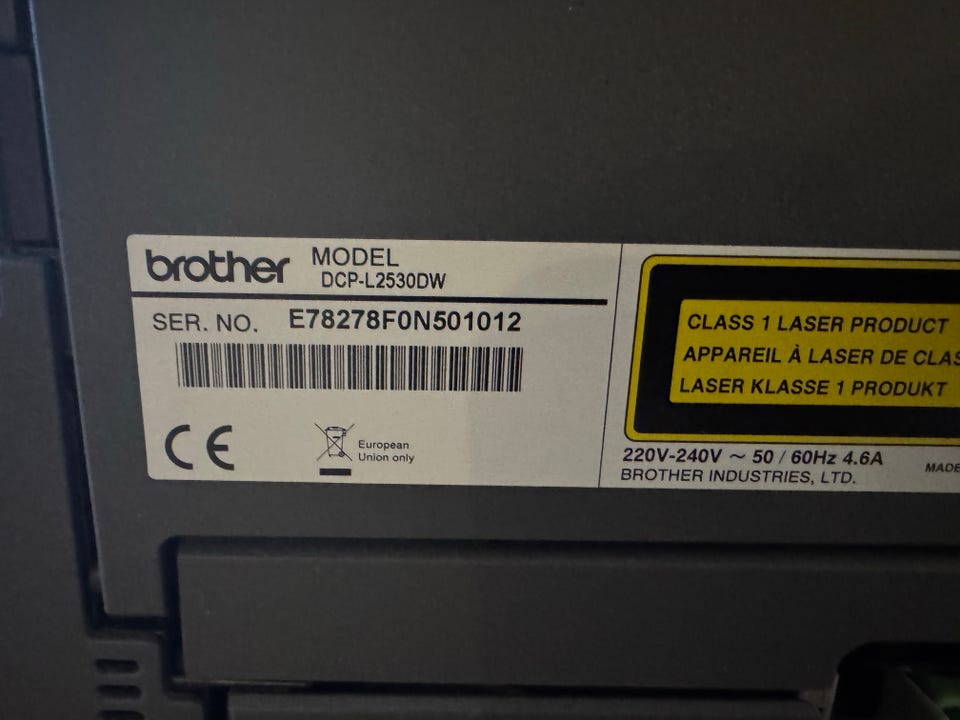 brother MODEL
DCP-L2530DW
SER. NO. E78278F0N501012
CE
European
Union only
CLASS 1 LASER PRODUCT
APPAREIL À LASER DE CLAS
LASER KLASSE 1 PRODUKT
220V-240V ~ 50 / 60Hz 4.6A
BROTHER INDUSTRIES, LTD.
MADE